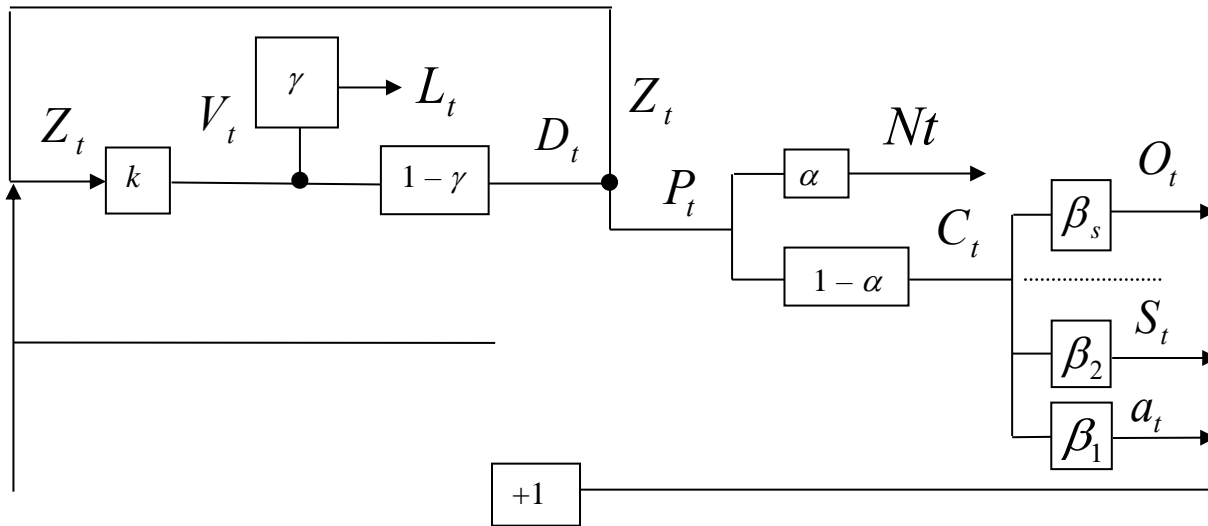 γ
L_t
Z_t
V_t
D_t
Z_t
k
1 – γ
P_t
α
Nt
1 – α
C_t
β_s
O_t
β_2
S_t
β_1
a_t
+1